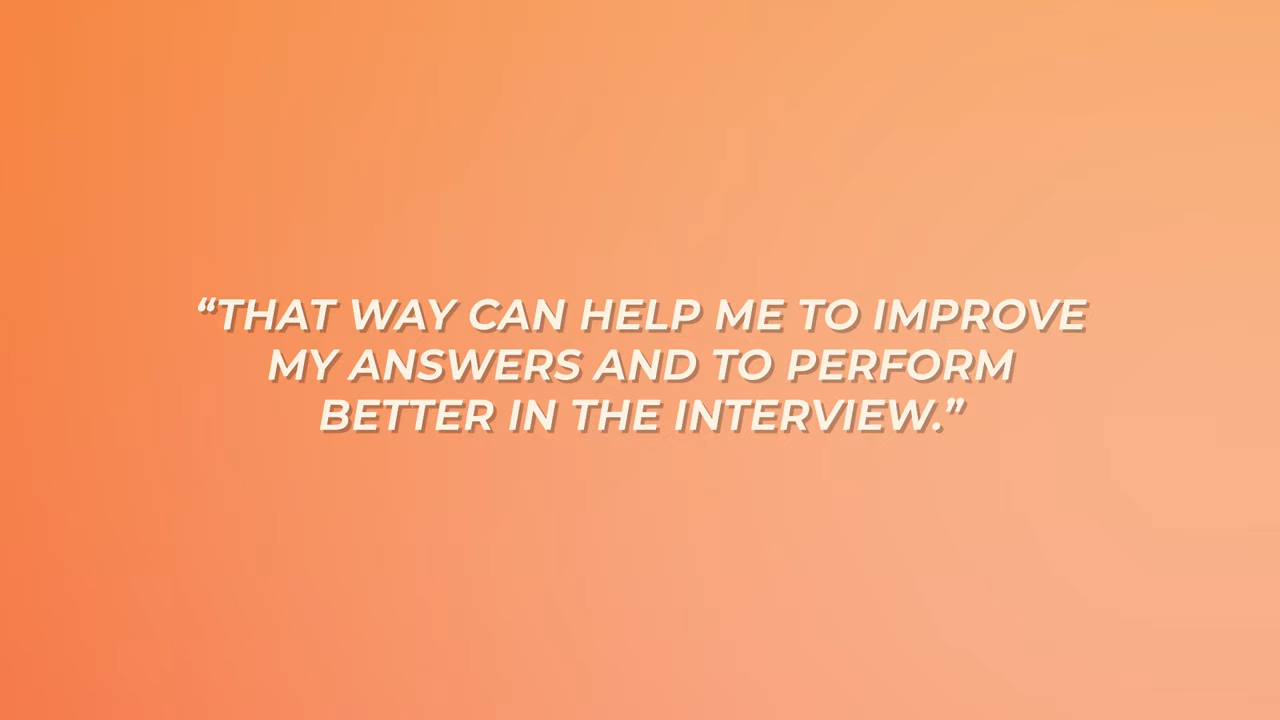 “THAT WAY CAN HELP ME TO IMPROVE
MY ANSWERS AND TO PERFORM
BETTER IN THE INTERVIEW.”